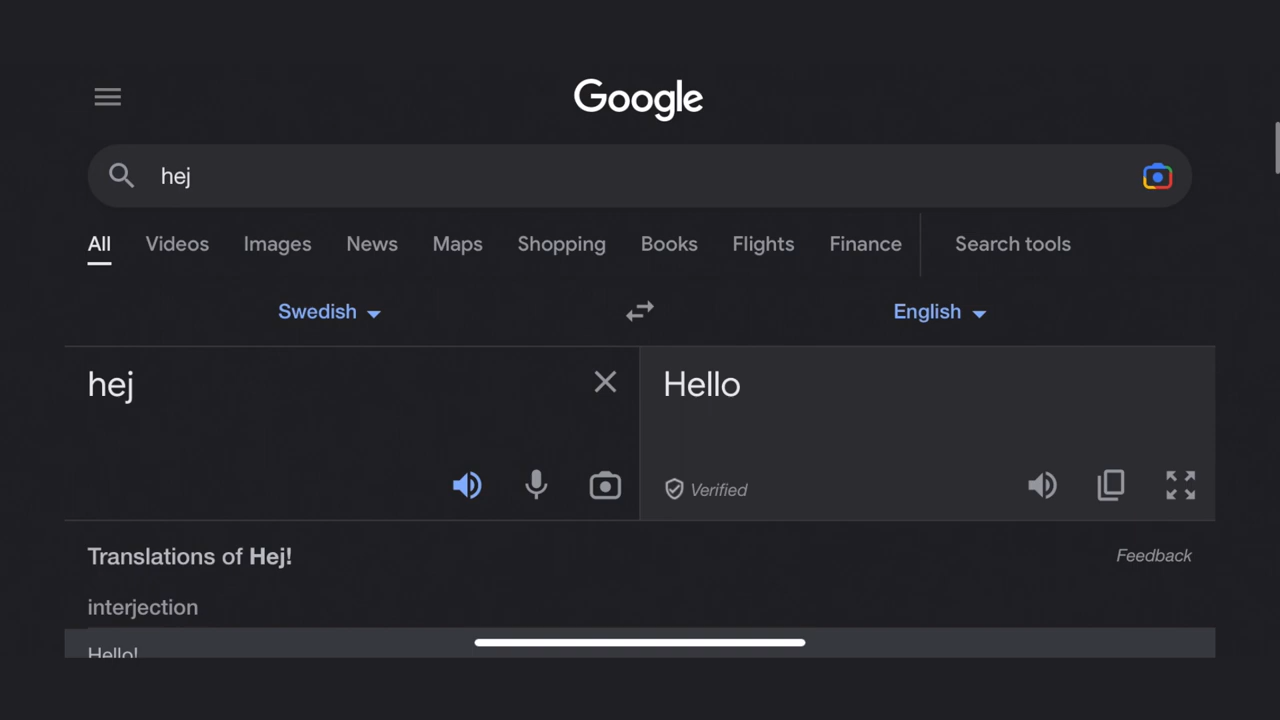 Google
hej
All Videos Images News Maps Shopping Books Flights Finance Search tools
Swedish English
hej Hello
Verified
Translations of Hej! Feedback
interjection
Hello!